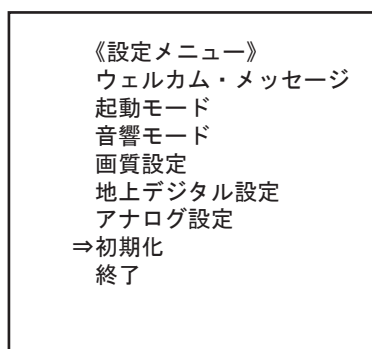 《設定メニュー》
ウェルカム・メッセージ
起動モード
音響モード
画質設定
地上デジタル設定
アナログ設定
⇒初期化
終了